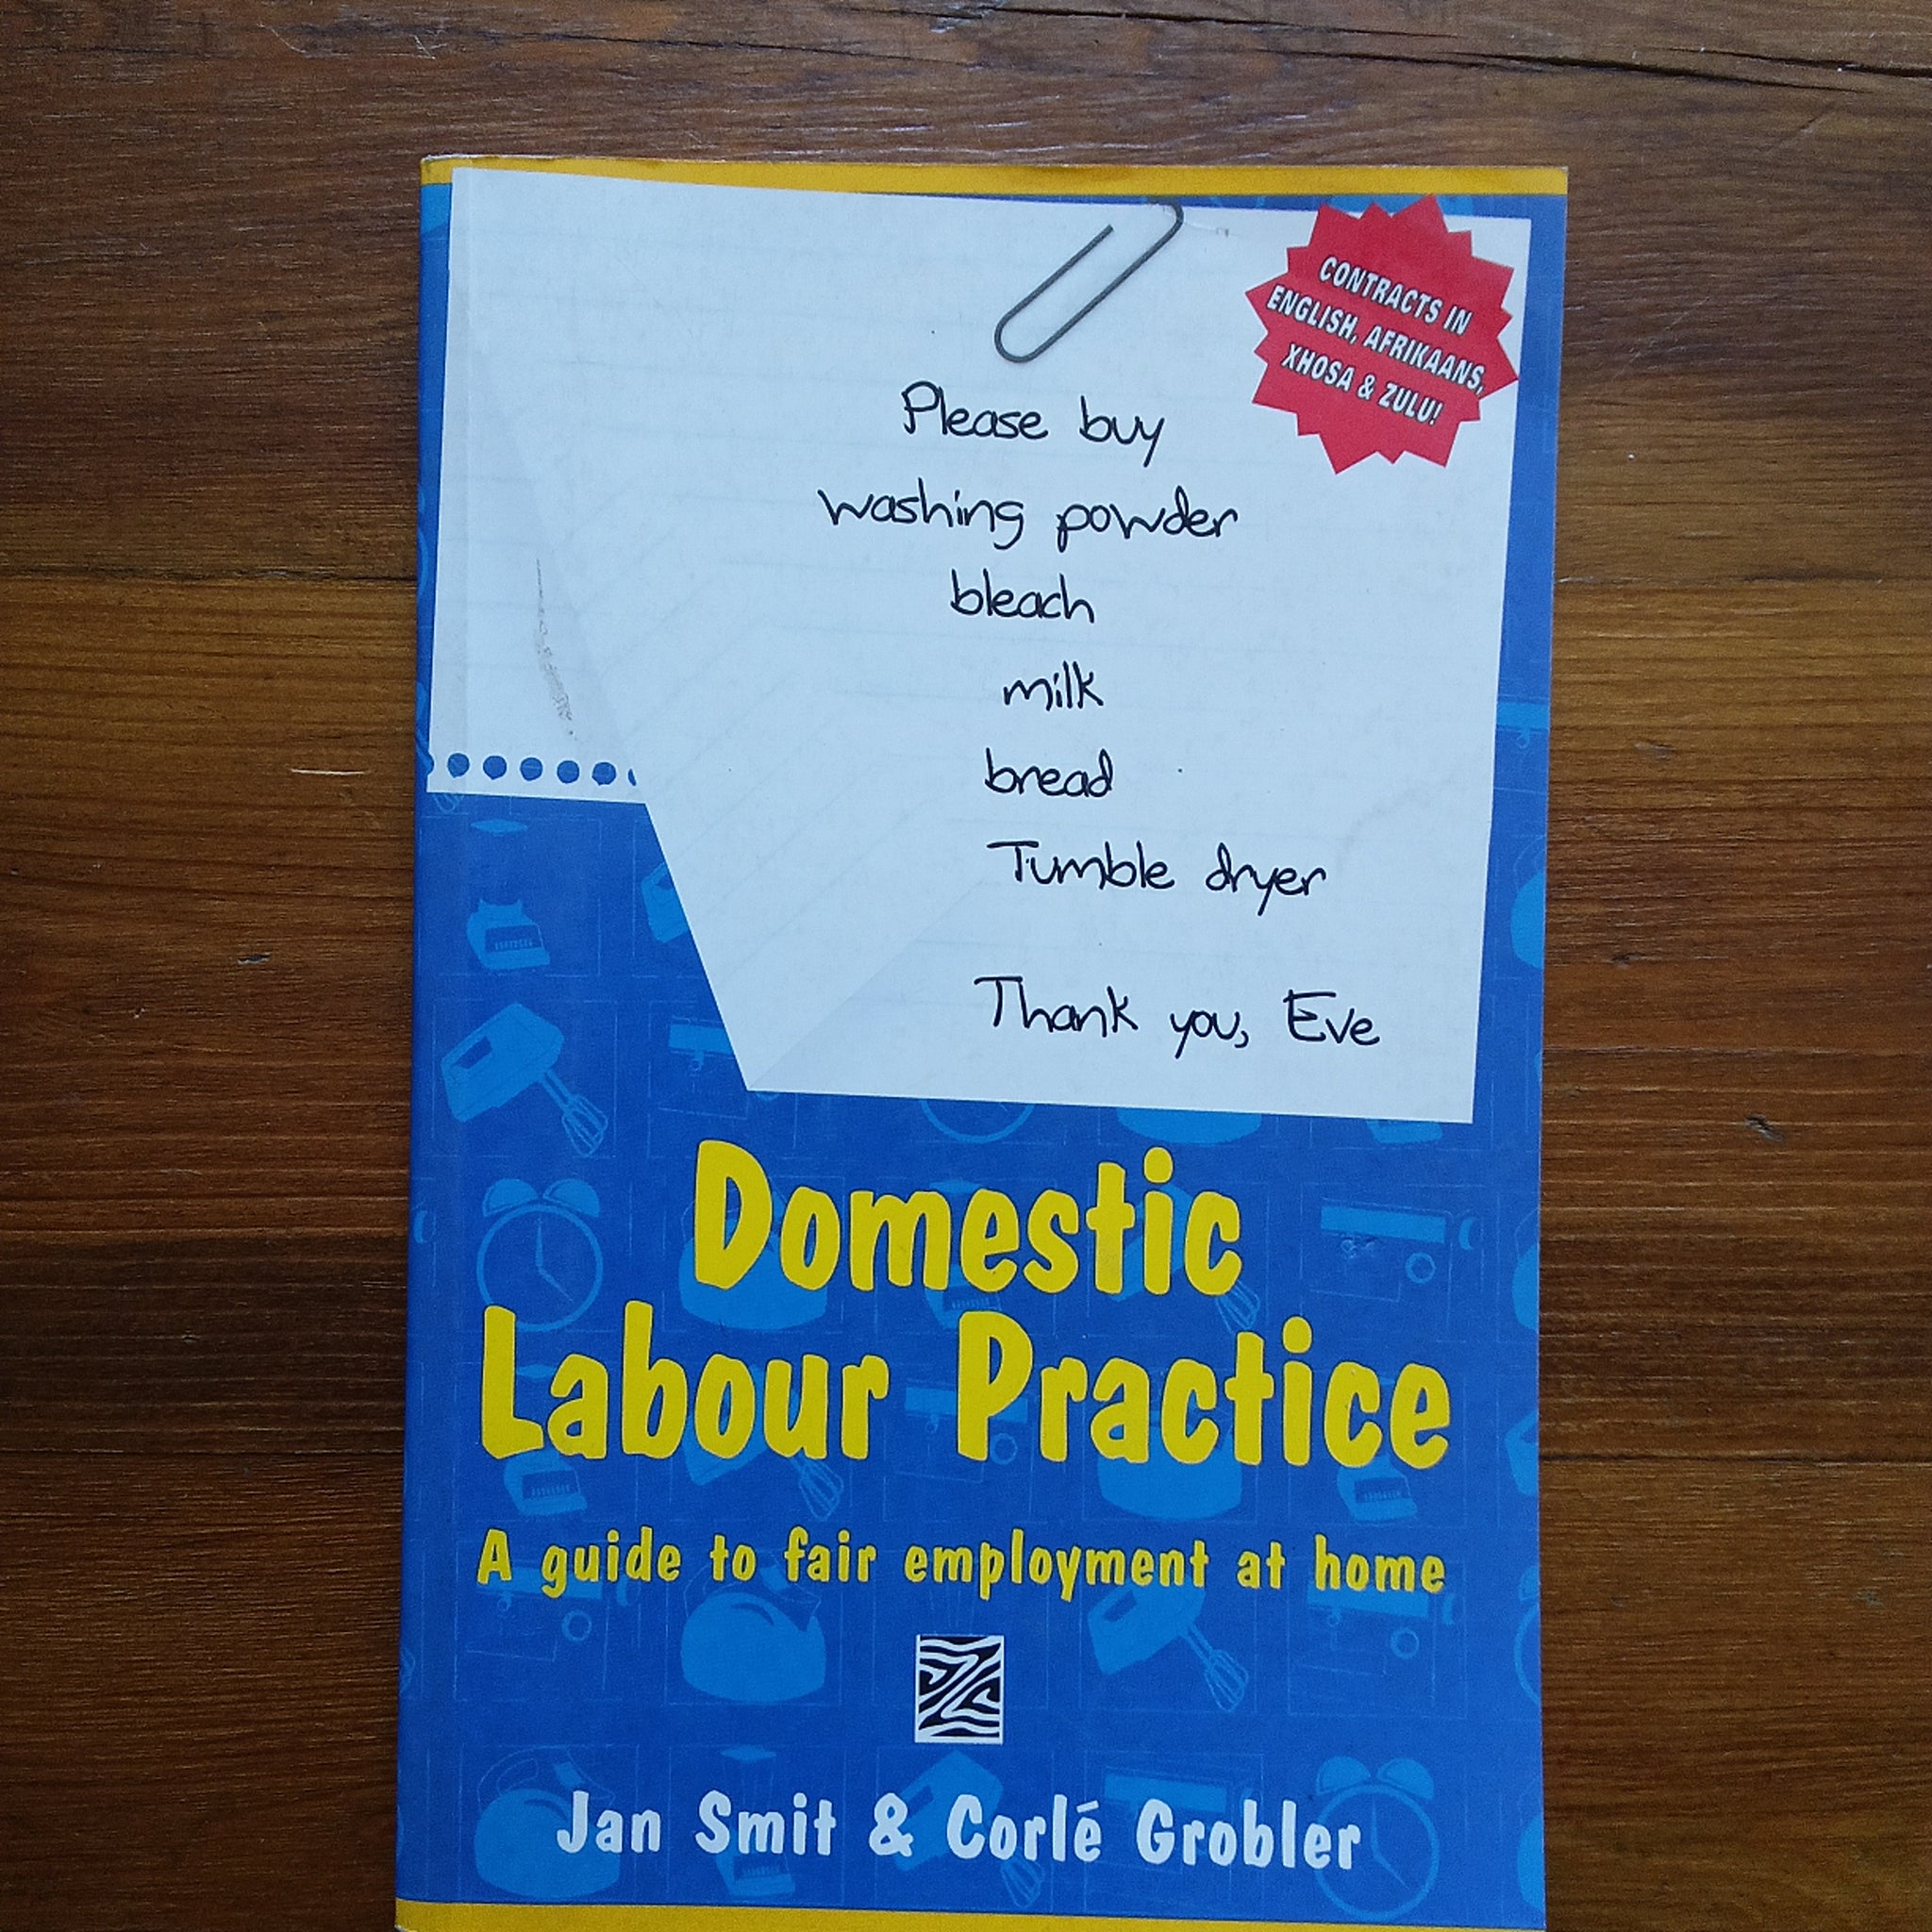 CONTRACTS IN
ENGLISH, AFRIKAANS,
XHOSA & ZULU!
Please buy
washing powder
bleach
milk
bread
Tumble dryer
Thank you, Eve
Domestic
Labour Practice
A guide to fair employment at home
Jan Smit & Corlé Grobler